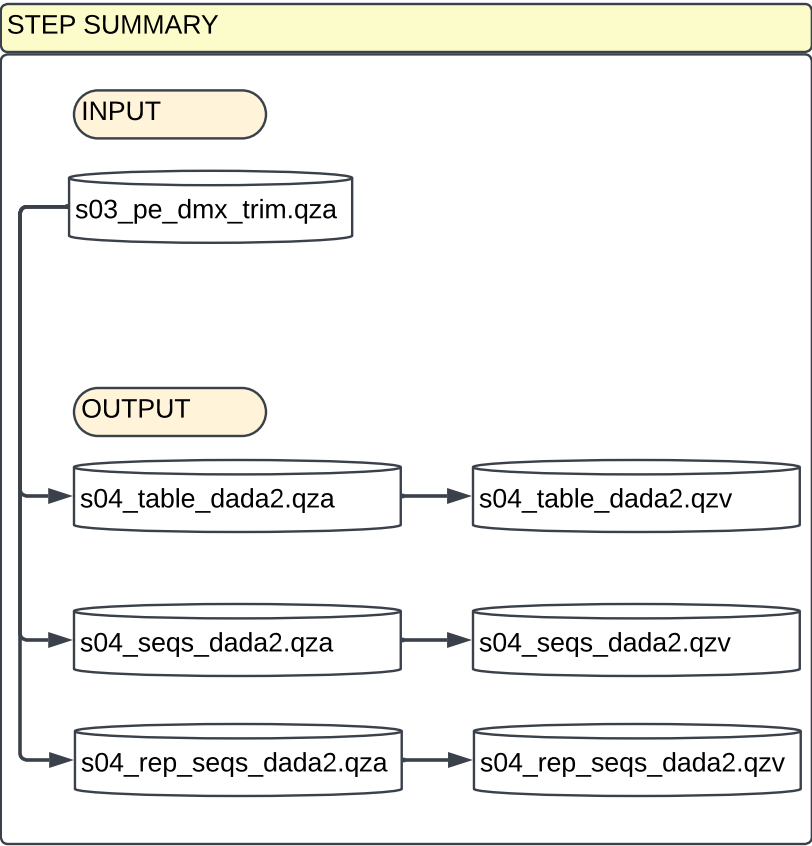 STEP SUMMARY
INPUT
s03_pe_dmx_trim.qza
OUTPUT
s04_table_dada2.qza
s04_table_dada2.qzv
s04_seqs_dada2.qza
s04_seqs_dada2.qzv
s04_rep_seqs_dada2.qza
s04_rep_seqs_dada2.qzv